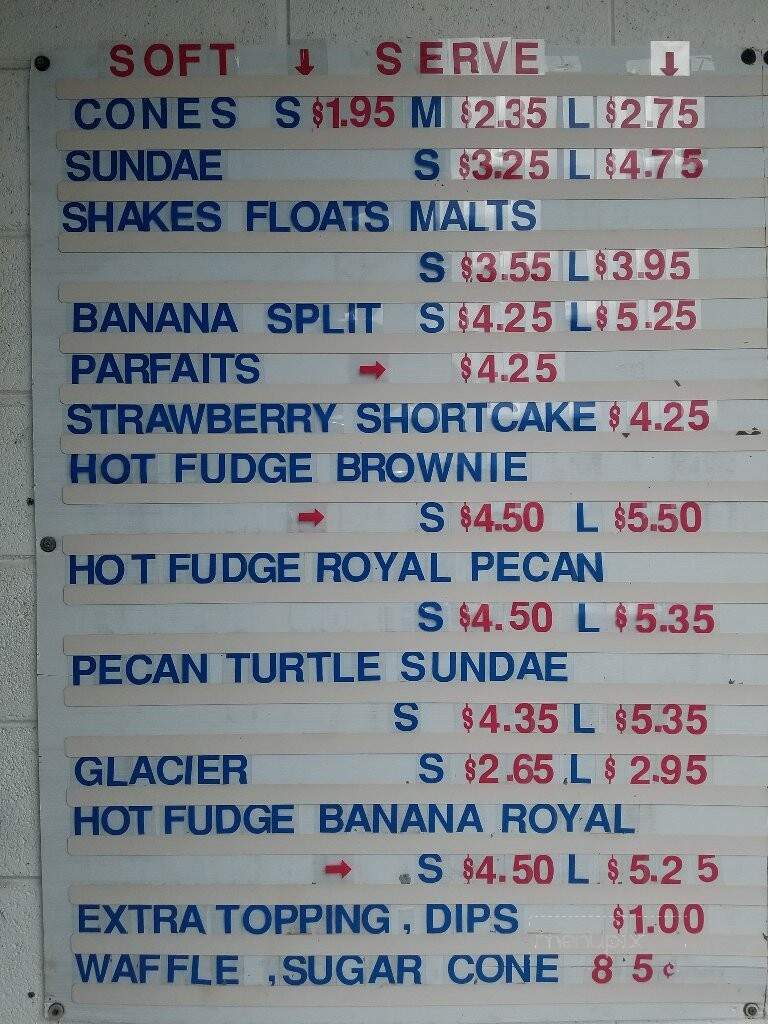 SOFT ↓ SERVE ↓
CONES S $1.95 M $2.35 L $2.75
SUNDAE S $3.25 L $4.75
SHAKES FLOATS MALTS
S $3.55 L $3.95
BANANA SPLIT S $4.25 L $5.25
PARFAITS → $4.25
STRAWBERRY SHORTCAKE $4.25
HOT FUDGE BROWNIE
→ S $4.50 L $5.50
HOT FUDGE ROYAL PECAN
S $4.50 L $5.35
PECAN TURTLE SUNDAE
S $4.35 L $5.35
GLACIER S $2.65 L $2.95
HOT FUDGE BANANA ROYAL
→ S $4.50 L $5.25
EXTRA TOPPING, DIPS $1.00
menupix
WAFFLE ,SUGAR CONE 85¢